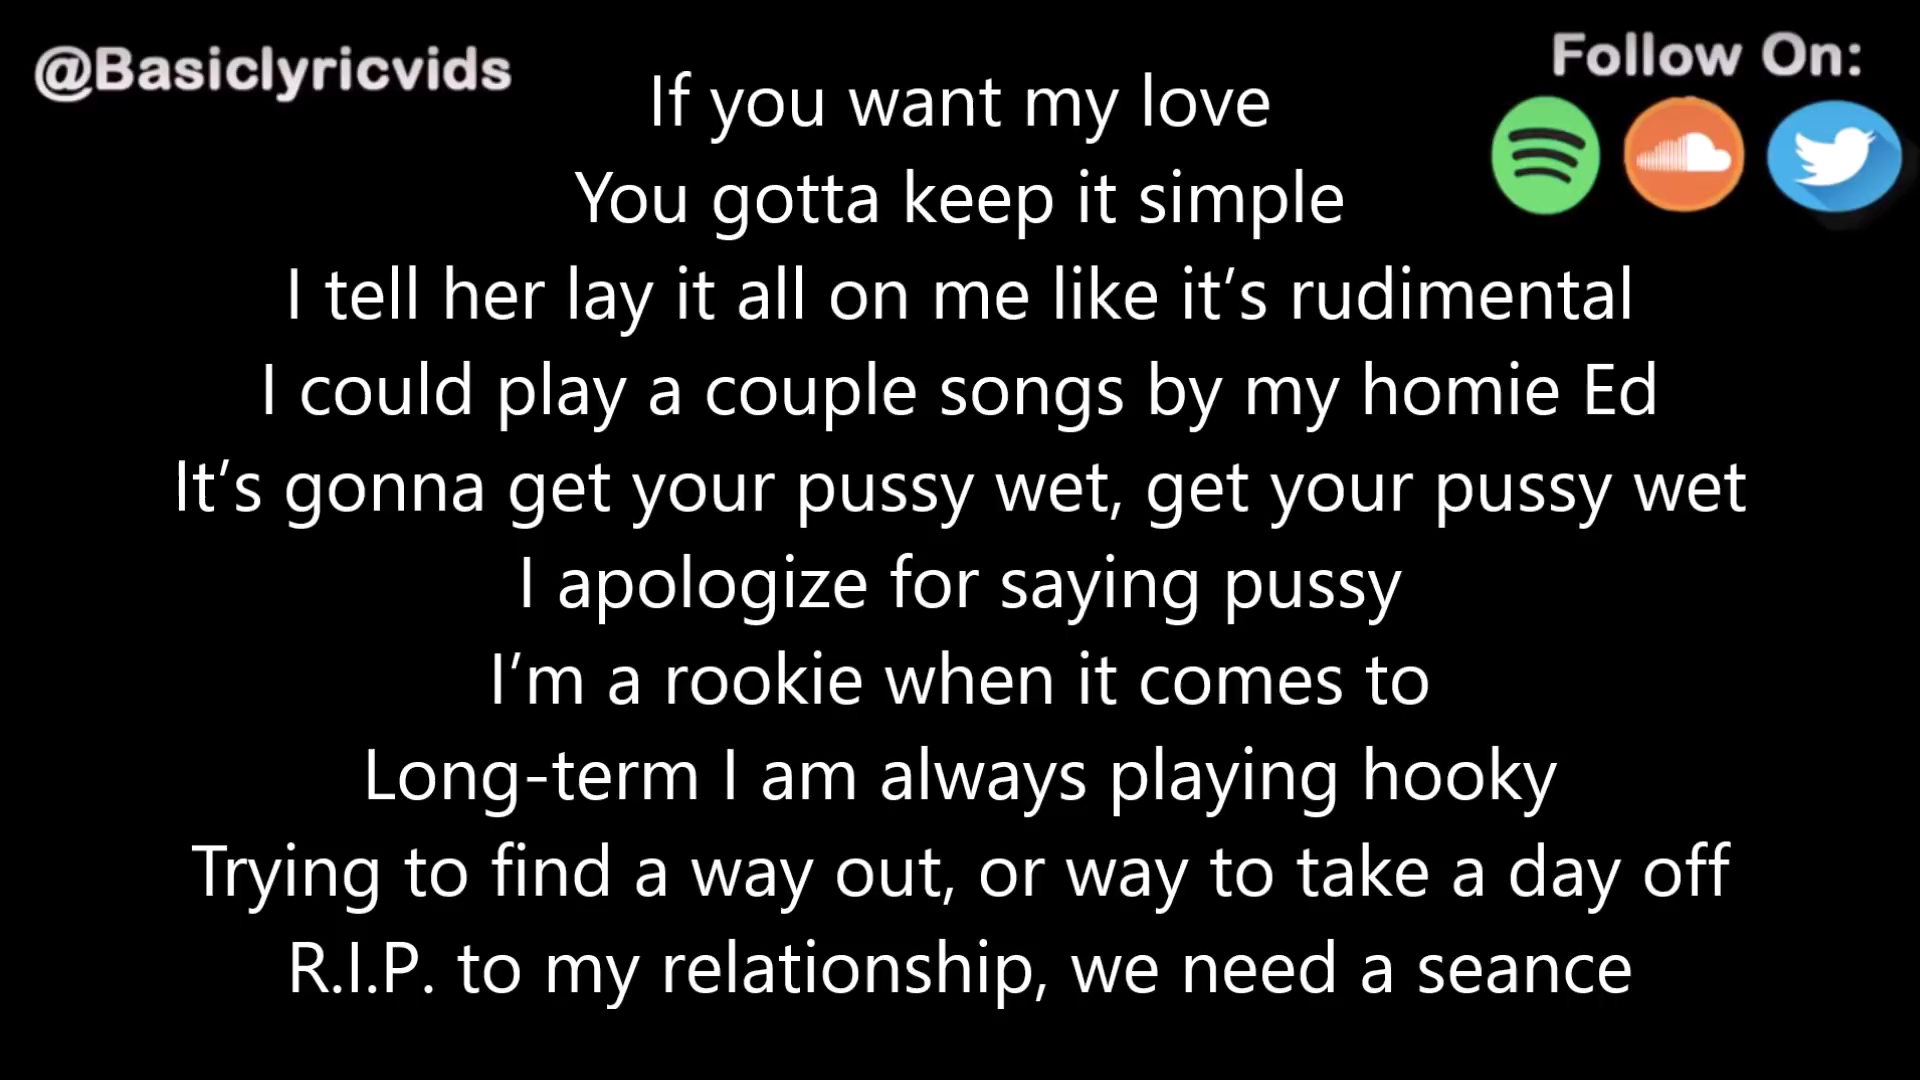 @Basiclyricvids
Follow On:
If you want my love
You gotta keep it simple
I tell her lay it all on me like it’s rudimental
I could play a couple songs by my homie Ed
It’s gonna get your pussy wet, get your pussy wet
I apologize for saying pussy
I’m a rookie when it comes to
Long-term I am always playing hooky
Trying to find a way out, or way to take a day off
R.I.P. to my relationship, we need a seance